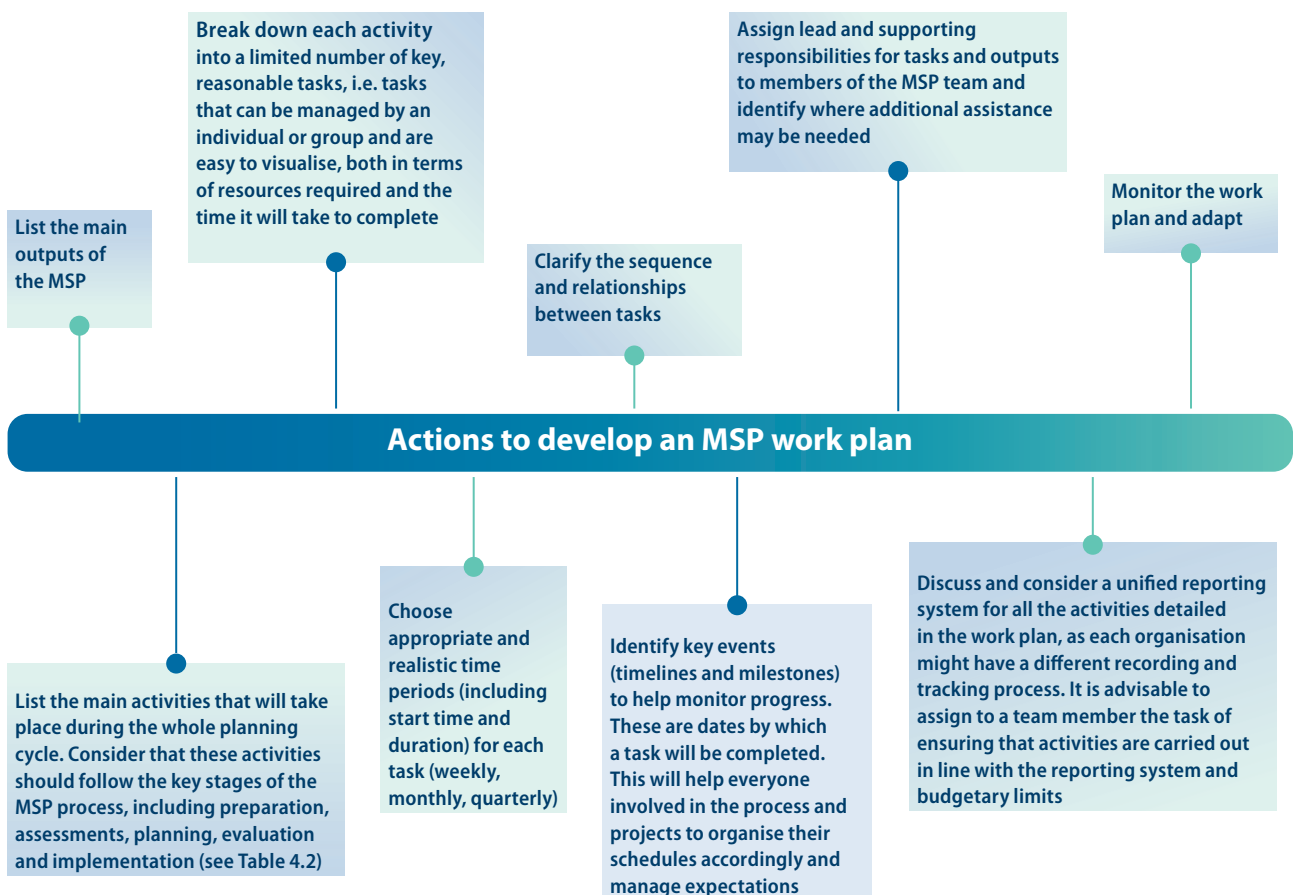 List the main
outputs of
the MSP
Break down each activity
into a limited number of key,
reasonable tasks, i.e. tasks
that can be managed by an
individual or group and are
easy to visualise, both in terms
of resources required and the
time it will take to complete
Clarify the sequence
and relationships
between tasks
Assign lead and supporting
responsibilities for tasks and outputs
to members of the MSP team and
identify where additional assistance
may be needed
Monitor the work
plan and adapt
Actions to develop an MSP work plan
List the main activities that will take
place during the whole planning
cycle. Consider that these activities
should follow the key stages of the
MSP process, including preparation,
assessments, planning, evaluation
and implementation (see Table 4.2)
Choose
appropriate and
realistic time
periods (including
start time and
duration) for each
task (weekly,
monthly, quarterly)
Identify key events
(timelines and milestones)
to help monitor progress.
These are dates by which
a task will be completed.
This will help everyone
involved in the process and
projects to organise their
schedules accordingly and
manage expectations
Discuss and consider a unified reporting
system for all the activities detailed
in the work plan, as each organisation
might have a different recording and
tracking process. It is advisable to
assign to a team member the task of
ensuring that activities are carried out
in line with the reporting system and
budgetary limits